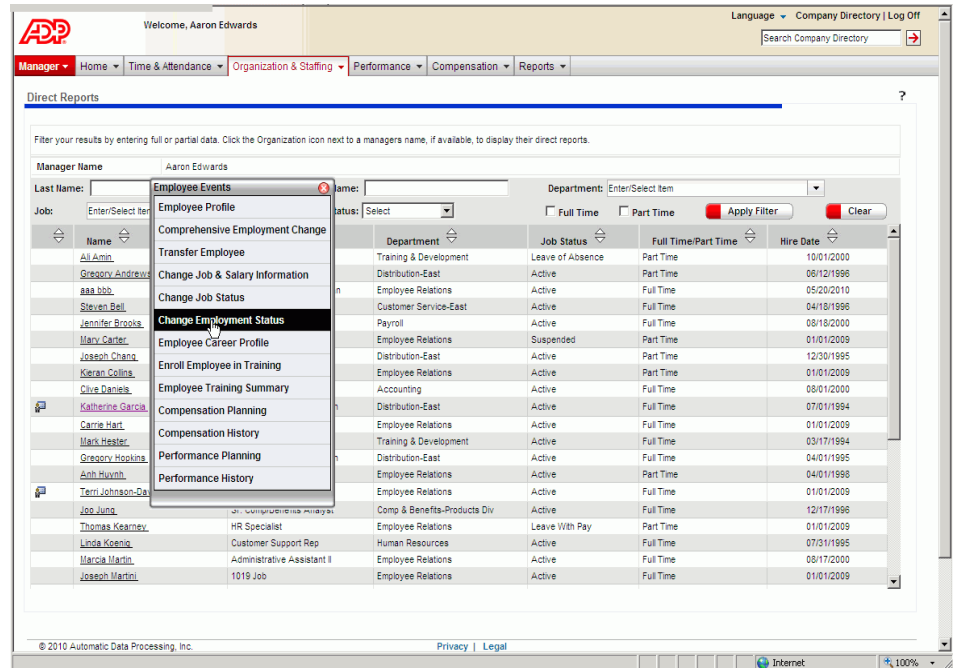 Language Company Directory | Log Off
ADP
Welcome, Aaron Edwards
Search Company Directory
Manager Home Time & Attendance Organization & Staffing Performance Compensation Reports
Direct Reports ?
Filter your results by entering full or partial data. Click the Organization icon next to a managers name, if available, to display their direct reports.
Manager Name Aaron Edwards
Last Name: Name: Department: Enter/Select Item
Job: Enter/Select Item Status: Select Full Time Part Time Apply Filter Clear
Employee Events
Employee Profile
Comprehensive Employment Change
Transfer Employee
Change Job & Salary Information
Change Job Status
Change Employment Status
Employee Career Profile
Enroll Employee in Training
Employee Training Summary
Compensation Planning
Compensation History
Performance Planning
Performance History
Name Department Job Status Full Time/Part Time Hire Date
Ali Amin Training & Development Leave of Absence Part Time 10/01/2000
Gregory Andrews Distribution-East Active Full Time 06/12/1996
aaa bbb Employee Relations Active Part Time 05/20/2010
Steven Bell Customer Service-East Active Full Time 04/18/1996
Jennifer Brooks Payroll Active Full Time 08/18/2000
Mary Carter Employee Relations Suspended Part Time 01/01/2009
Joseph Chang Distribution-East Active Part Time 12/30/1995
Kieran Collins Employee Relations Active Part Time 01/01/2009
Clive Daniels Accounting Active Full Time 08/01/2000
Katherine Garcia Distribution-East Active Full Time 07/01/1994
Carrie Hart Employee Relations Active Full Time 01/01/2009
Mark Hester Training & Development Active Full Time 03/17/1994
Gregory Hopkins Distribution-East Active Full Time 04/01/1995
Anh Huynh Employee Relations Active Part Time 04/01/1998
Terri Johnson-Dav Employee Relations Active Full Time 01/01/2009
Joo Jung Sr. Comp/Benefits Analyst Comp & Benefits-Products Div Active Full Time 12/17/1996
Thomas Kearney HR Specialist Employee Relations Leave With Pay Part Time 01/01/2009
Linda Koenig Customer Support Rep Human Resources Active Full Time 07/31/1995
Marcia Martin Administrative Assistant II Employee Relations Active Full Time 08/17/2000
Joseph Martini 1019 Job Employee Relations Active Full Time 01/01/2009
© 2010 Automatic Data Processing, Inc. Privacy | Legal
Internet 100%